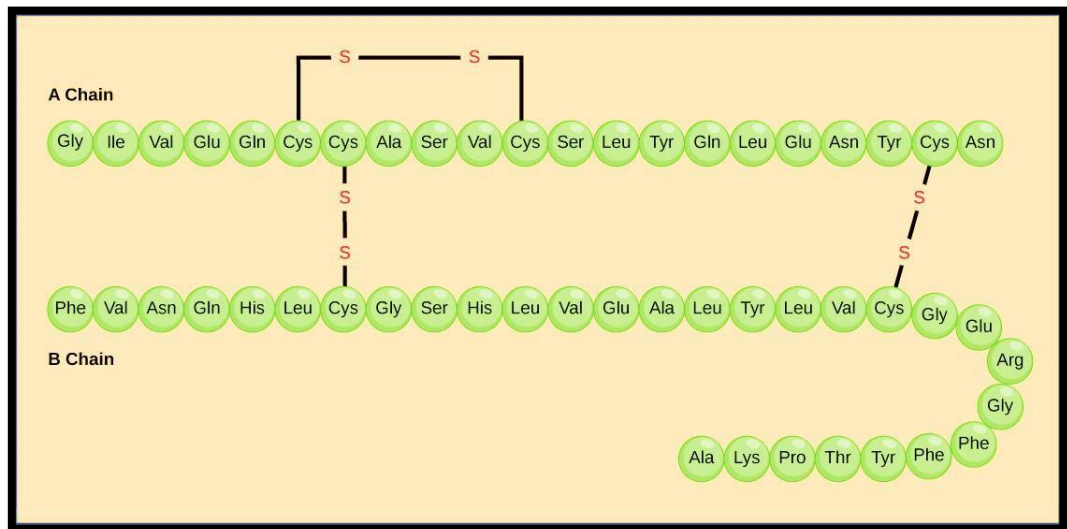 S S
A Chain
Gly Ile Val Glu Gln Cys Cys Ala Ser Val Cys Ser Leu Tyr Gln Leu Glu Asn Tyr Cys Asn
S S
S S
Phe Val Asn Gln His Leu Cys Gly Ser His Leu Val Glu Ala Leu Tyr Leu Val Cys Gly Glu
B Chain
Arg
Gly
Phe
Ala Lys Pro Thr Tyr Phe